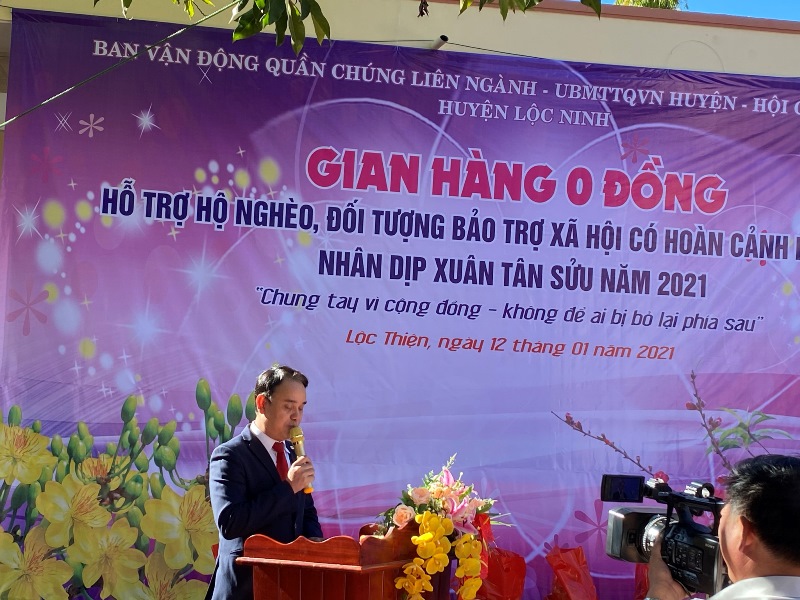 BAN VẬN ĐỘNG QUẦN CHÚNG LIÊN NGÀNH - UBMTTQVN HUYỆN - HỘI
HUYỆN LỘC NINH
GIAN HÀNG 0 ĐỒNG
HỖ TRỢ HỘ NGHÈO, ĐỐI TƯỢNG BẢO TRỢ XÃ HỘI CÓ HOÀN CẢNH
NHÂN DỊP XUÂN TÂN SỬU NĂM 2021
"Chung tay vì cộng đồng - không để ai bị bỏ lại phía sau"
Lộc Thiện, ngày 12 tháng 01 năm 2021